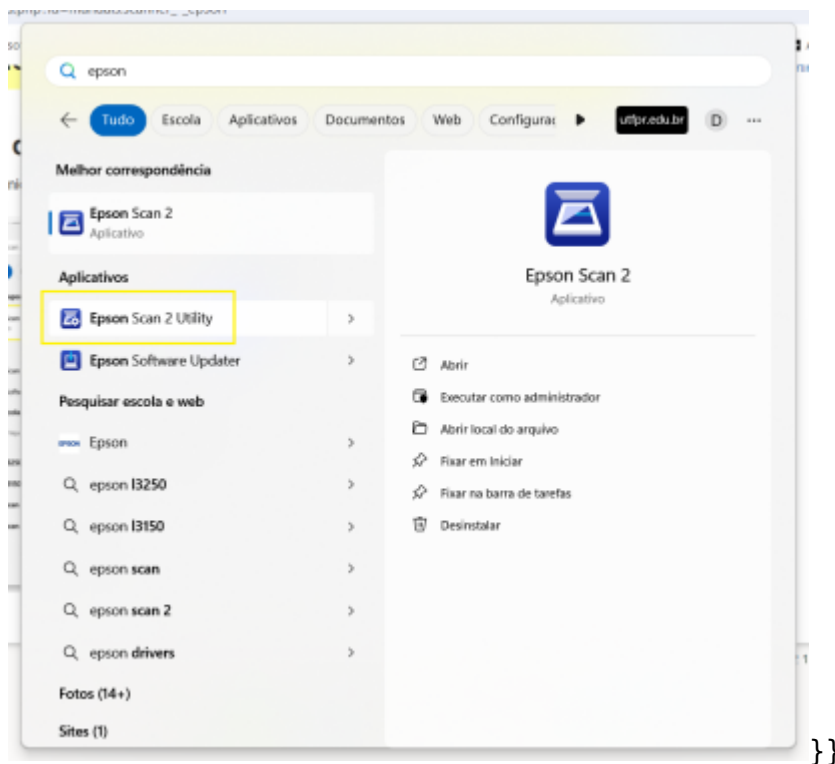 epson
Tudo Escola Aplicativos Documentos Web utfpr.edu.br D ...
Melhor correspondência
Epson Scan 2
Aplicativo
Epson Scan 2
Aplicativo
Aplicativos
Epson Scan 2 Utility
Epson Software Updater
Pesquisar escola e web
Epson
epson l3250
epson l3150
epson scan
epson scan 2
epson drivers
Fotos (14+)
Sites (1)
Abrir
Executar como administrador
Abrir local do arquivo
Fixar em Iniciar
Fixar na barra de tarefas
Desinstalar
}}